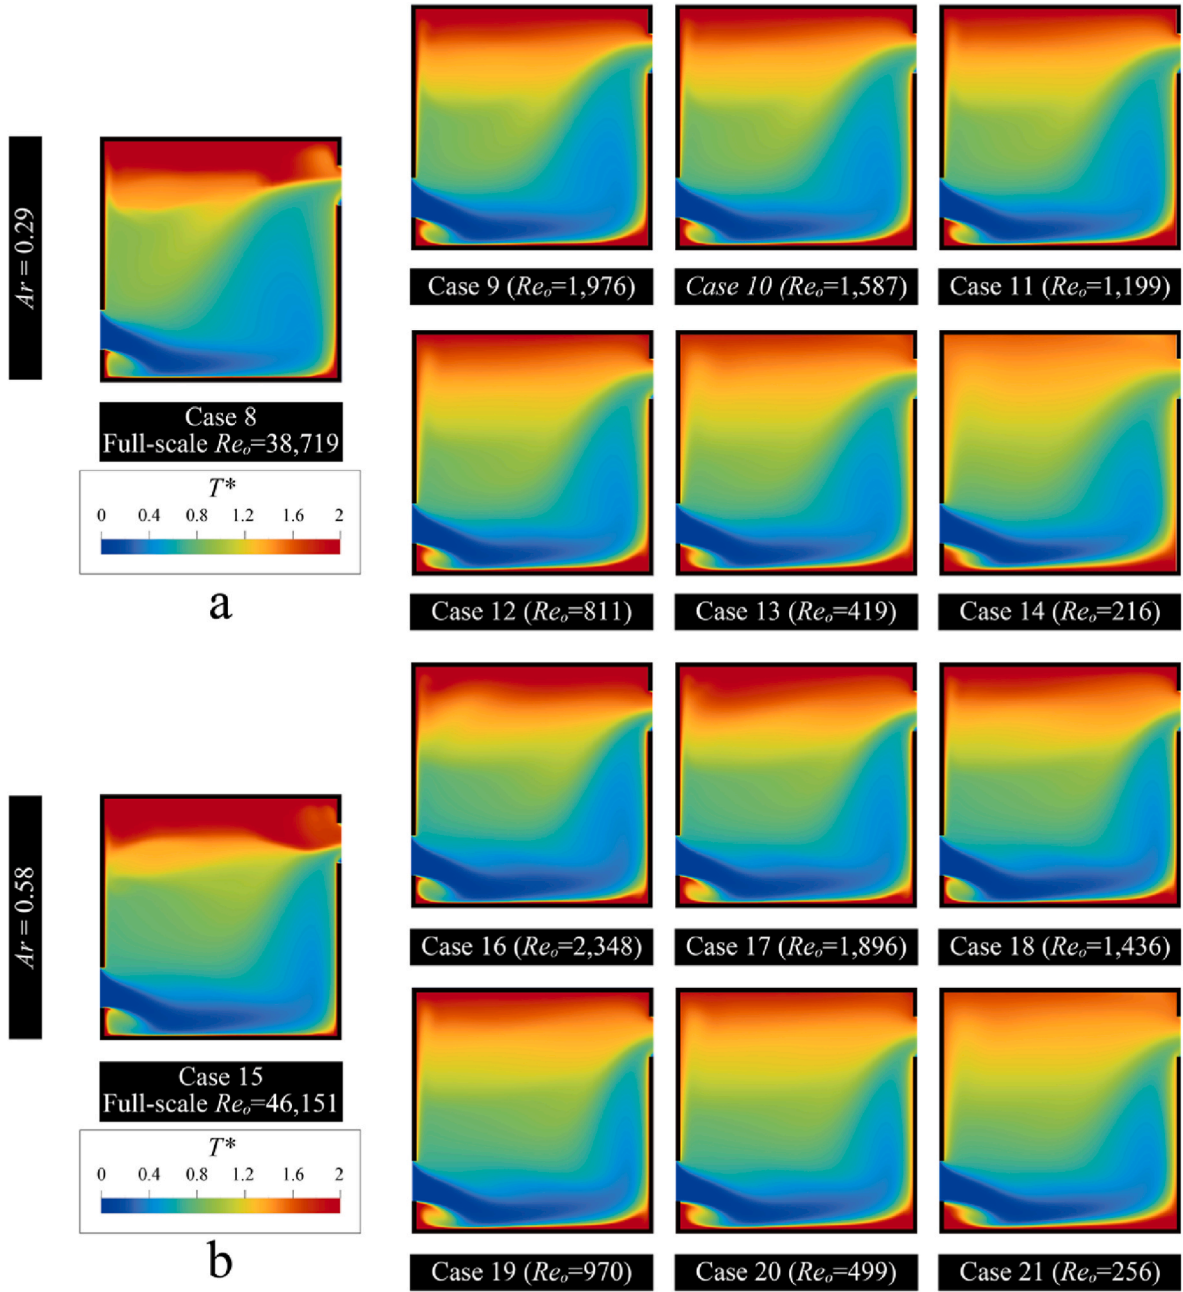 Ar = 0.29
Case 8
Full-scale Reₒ=38,719
T*
0 0.4 0.8 1.2 1.6 2
a
Case 9 (Reₒ=1,976)
Case 10 (Reₒ=1,587)
Case 11 (Reₒ=1,199)
Case 12 (Reₒ=811)
Case 13 (Reₒ=419)
Case 14 (Reₒ=216)
Ar = 0.58
Case 15
Full-scale Reₒ=46,151
T*
0 0.4 0.8 1.2 1.6 2
b
Case 16 (Reₒ=2,348)
Case 17 (Reₒ=1,896)
Case 18 (Reₒ=1,436)
Case 19 (Reₒ=970)
Case 20 (Reₒ=499)
Case 21 (Reₒ=256)